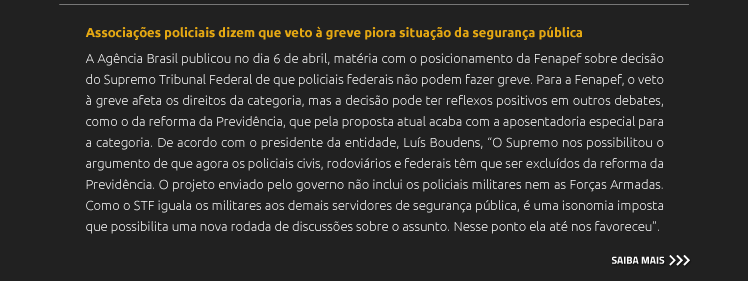 Associações policiais dizem que veto à greve piora situação da segurança pública
A Agência Brasil publicou no dia 6 de abril, matéria com o posicionamento da Fenapef sobre decisão
do Supremo Tribunal Federal de que policiais federais não podem fazer greve. Para a Fenapef, o veto
à greve afeta os direitos da categoria, mas a decisão pode ter reflexos positivos em outros debates,
como o da reforma da Previdência, que pela proposta atual acaba com a aposentadoria especial para
a categoria. De acordo com o presidente da entidade, Luís Boudens, “O Supremo nos possibilitou o
argumento de que agora os policiais civis, rodoviários e federais têm que ser excluídos da reforma da
Previdência. O projeto enviado pelo governo não inclui os policiais militares nem as Forças Armadas.
Como o STF iguala os militares aos demais servidores de segurança pública, é uma isonomia imposta
que possibilita uma nova rodada de discussões sobre o assunto. Nesse ponto ela até nos favoreceu”.
SAIBA MAIS